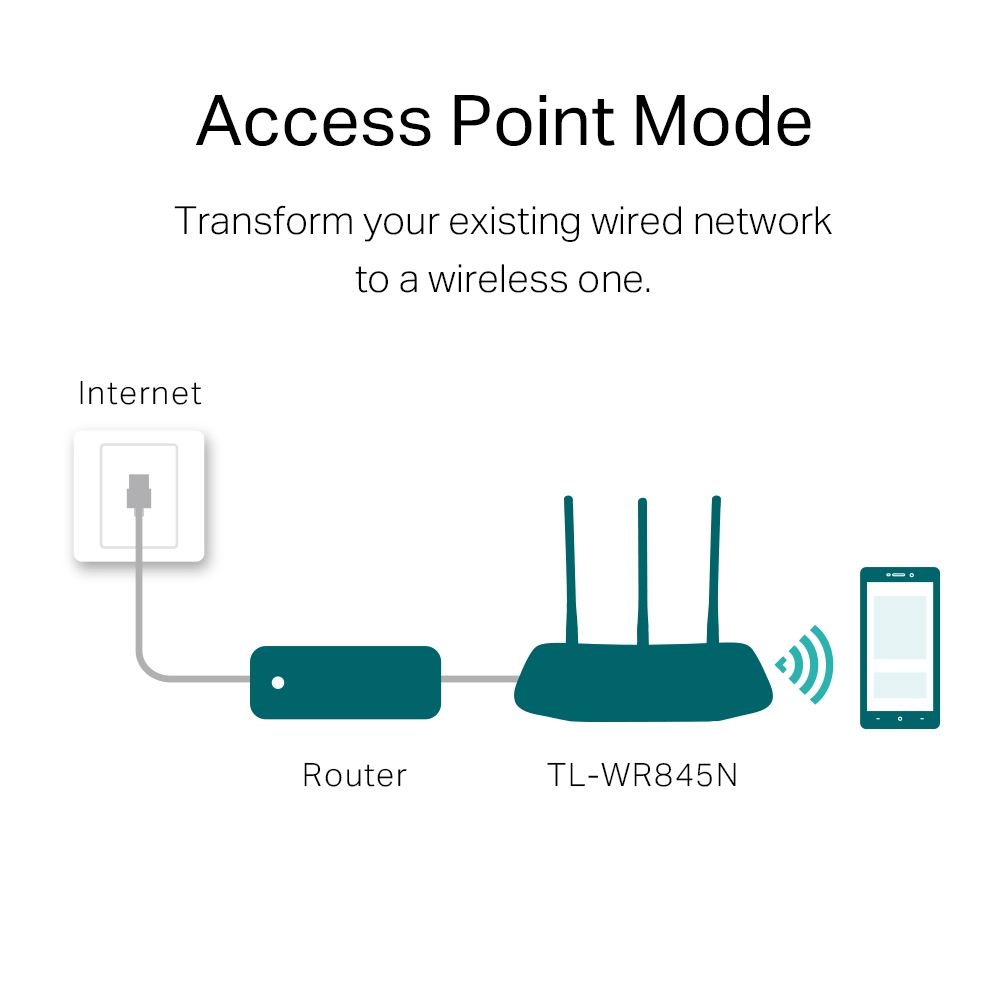 Access Point Mode
Transform your existing wired network
to a wireless one.
Internet
Router
TL-WR845N